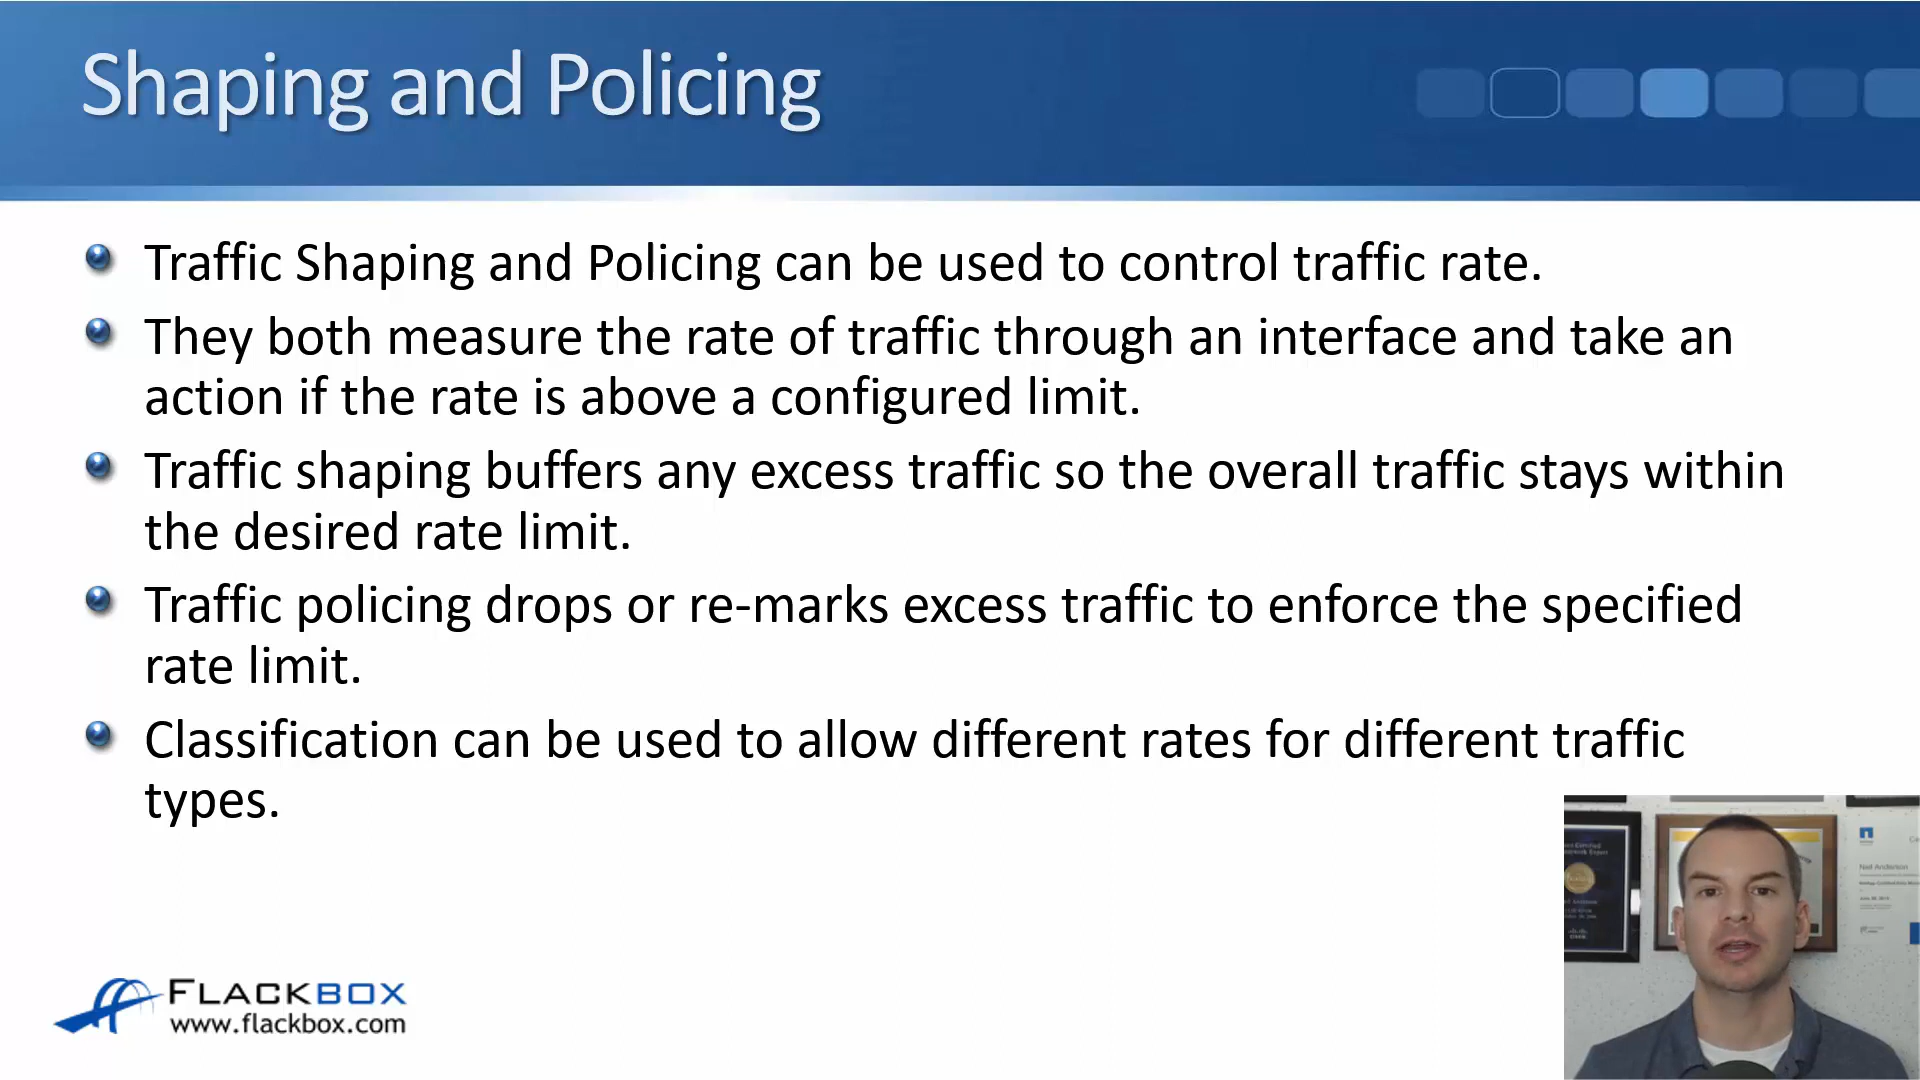 Shaping and Policing
Traffic Shaping and Policing can be used to control traffic rate.
They both measure the rate of traffic through an interface and take an
action if the rate is above a configured limit.
Traffic shaping buffers any excess traffic so the overall traffic stays within
the desired rate limit.
Traffic policing drops or re-marks excess traffic to enforce the specified
rate limit.
Classification can be used to allow different rates for different traffic
types.
FLACKBOX
www.flackbox.com
Neil Anderson